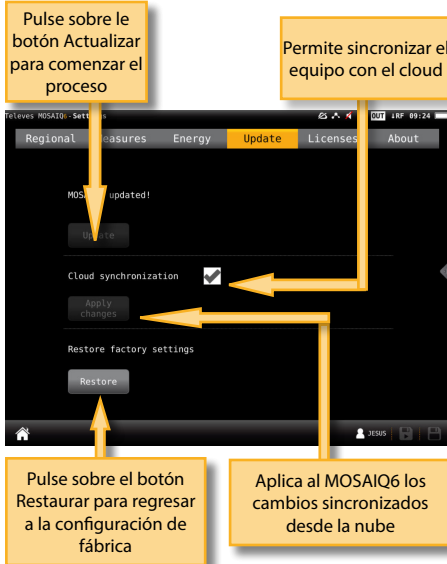 Pulse sobre le
botón Actualizar
para comenzar el
proceso
Permite sincronizar el
equipo con el cloud
Televes MOSAIQ6-Settings
OUT ↓RF 09:24
Regional Measures Energy Update Licenses About
updated!
Update
Cloud synchronization
Apply
changes
Restore factory settings
Restore
JESUS
Pulse sobre el botón
Restaurar para regresar
a la configuración de
fábrica
Aplica al MOSAIQ6 los
cambios sincronizados
desde la nube